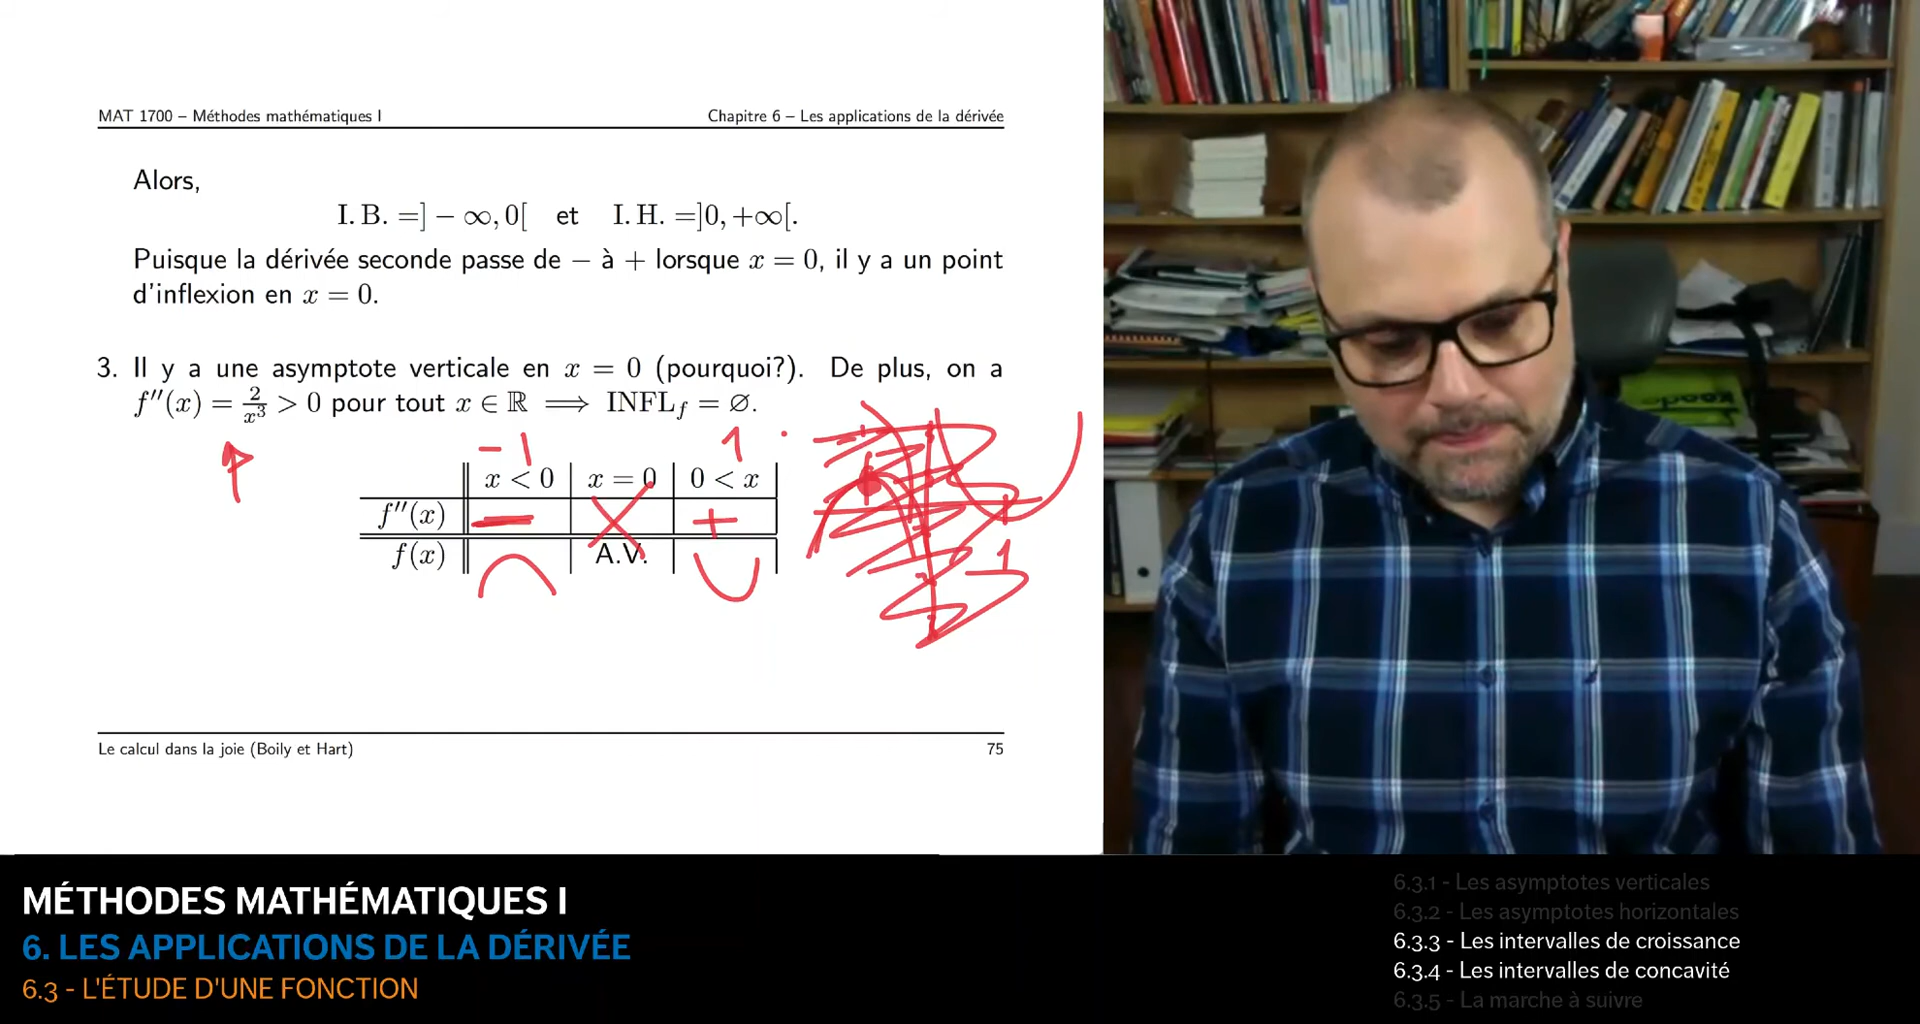 MAT 1700 – Méthodes mathématiques I
Chapitre 6 – Les applications de la dérivée
Alors,
I. B. =] − ∞, 0[ et I. H. =]0, +∞[.
Puisque la dérivée seconde passe de − à + lorsque x = 0, il y a un point
d'inflexion en x = 0.
3. Il y a une asymptote verticale en x = 0 (pourquoi?). De plus, on a
f''(x) = 2/x³ > 0 pour tout x ∈ ℝ ⟹ INFL_f = ∅.
-1 1
x < 0 x = 0 0 < x
f''(x) − +
f(x) A.V.
1
Le calcul dans la joie (Boily et Hart)
75
MÉTHODES MATHÉMATIQUES I
6. LES APPLICATIONS DE LA DÉRIVÉE
6.3 - L'ÉTUDE D'UNE FONCTION
6.3.1 - Les asymptotes verticales
6.3.2 - Les asymptotes horizontales
6.3.3 - Les intervalles de croissance
6.3.4 - Les intervalles de concavité
6.3.5 - La marche à suivre